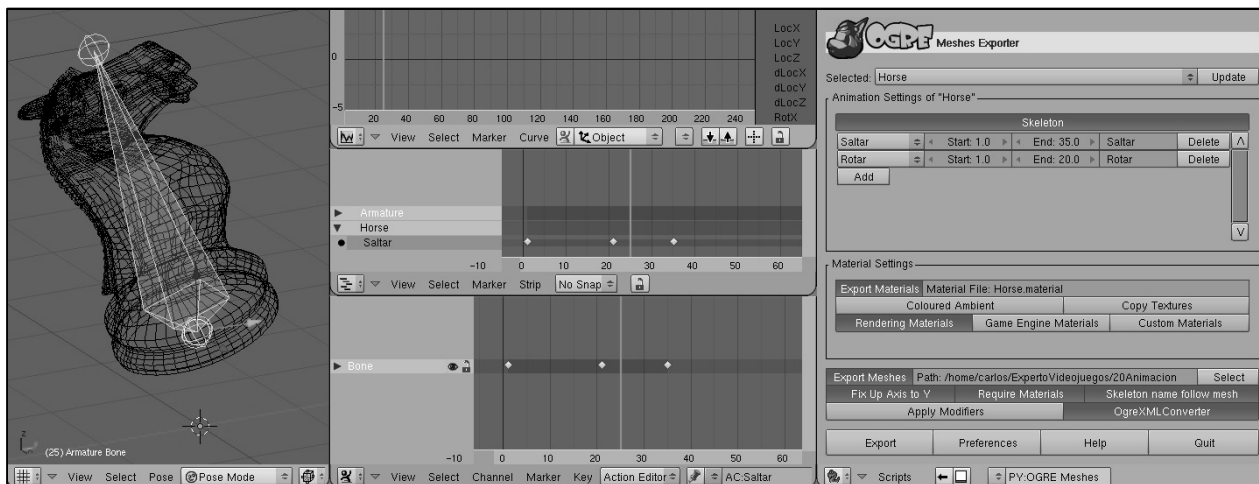 z
(25) Armature Bone
View Select Pose Pose Mode
LocX
LocY
LocZ
dLocX
dLocY
dLocZ
RotX
0
-5
20 40 60 80 100 120 140 160 180 200 220 240
View Select Marker Curve Object
Armature
Horse
Saltar
-10 0 10 20 30 40 50 60
View Select Marker Strip No Snap
Bone
-10 0 10 20 30 40 50 60
View Select Channel Marker Key Action Editor AC:Saltar
OGRE Meshes Exporter
Selected: Horse Update
Animation Settings of "Horse"
Skeleton
Saltar Start: 1.0 End: 35.0 Saltar Delete
Rotar Start: 1.0 End: 20.0 Rotar Delete
Add
Material Settings
Export Materials Material File: Horse.material
Coloured Ambient Copy Textures
Rendering Materials Game Engine Materials Custom Materials
Export Meshes Path: /home/carlos/ExpertoVideojuegos/20Animacion Select
Fix Up Axis to Y Require Materials Skeleton name follow mesh
Apply Modifiers OgreXMLConverter
Export Preferences Help Quit
Scripts PY:OGRE Meshes